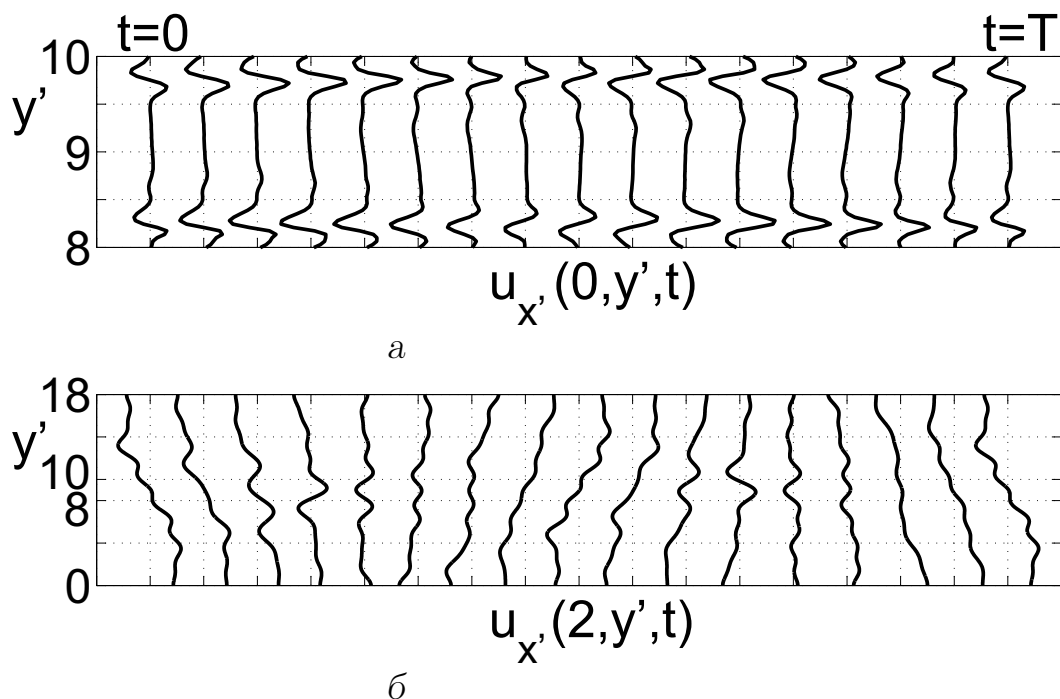 t=0 t=T
10
y'
9
8
u_x'(0,y',t)
а
18
y'
10
8
0
u_x'(2,y',t)
б